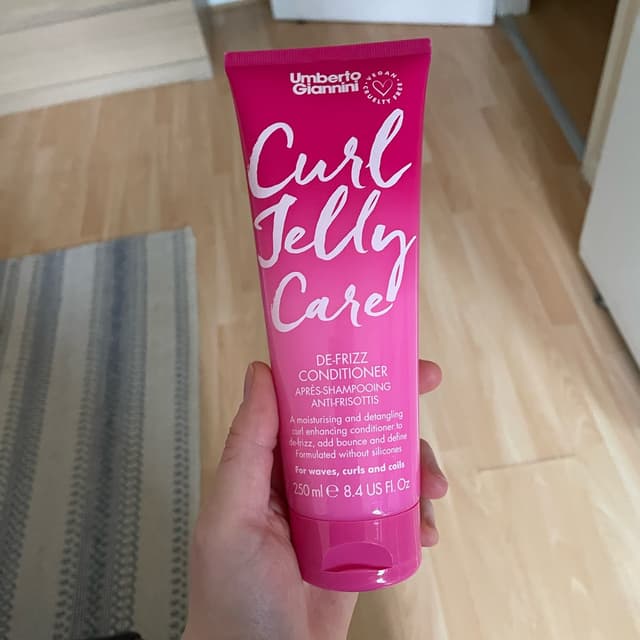 Umberto
Giannini
VEGAN
CRUELTY FREE
Curl
Jelly
Care
DE-FRIZZ
CONDITIONER
APRÈS-SHAMPOOING
ANTI-FRISOTTIS
A moisturising and detangling
curl enhancing conditioner to
de-frizz, add bounce and define
Formulated without silicones
For waves, curls and coils
250 ml ℮ 8.4 US Fl. Oz